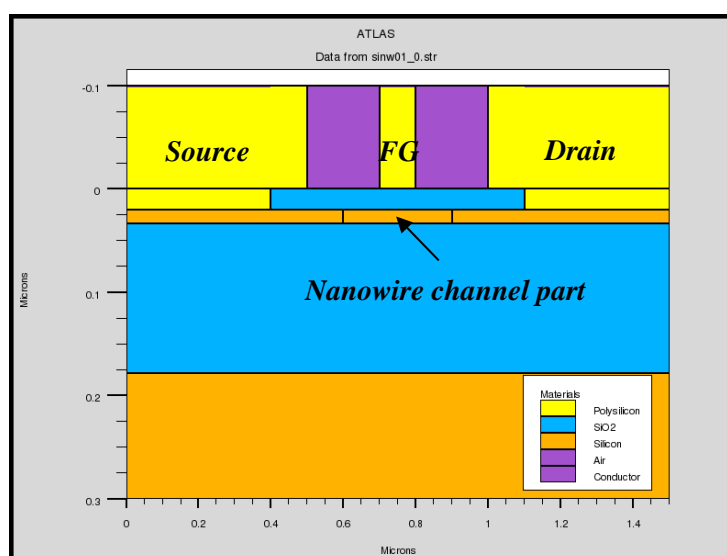 ATLAS
Data from sinw01_0.str
-0.1
Source FG Drain
0
Nanowire channel part
0.1
Microns
0.2
Materials
Polysilicon
SiO2
Silicon
Air
Conductor
0.3
0 0.2 0.4 0.6 0.8 1 1.2 1.4
Microns